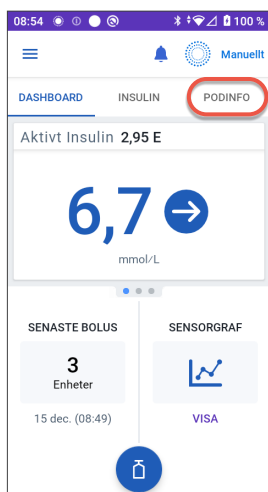 08:54 100 %
Manuellt
DASHBOARD INSULIN PODINFO
Aktivt Insulin 2,95 E
6,7
mmol/L
SENASTE BOLUS SENSORGRAF
3
Enheter
15 dec. (08:49) VISA